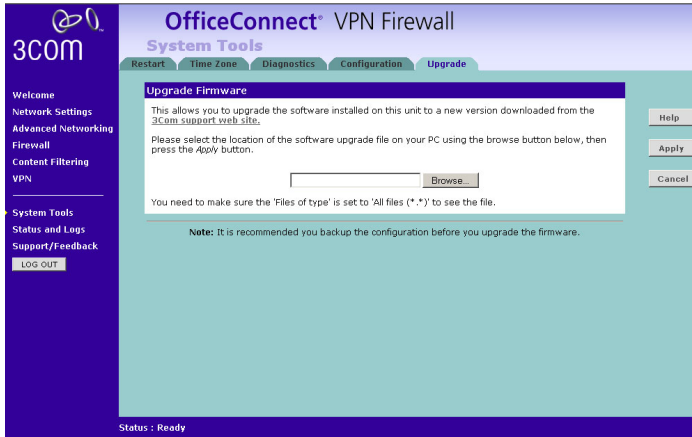 3COM
OfficeConnect® VPN Firewall
System Tools
Restart Time Zone Diagnostics Configuration Upgrade
Welcome
Network Settings
Advanced Networking
Firewall
Content Filtering
VPN
System Tools
Status and Logs
Support/Feedback
LOG OUT
Upgrade Firmware
This allows you to upgrade the software installed on this unit to a new version downloaded from the
3Com support web site.
Please select the location of the software upgrade file on your PC using the browse button below, then
press the Apply button.
Browse...
You need to make sure the 'Files of type' is set to 'All files (*.*)' to see the file.
Note: It is recommended you backup the configuration before you upgrade the firmware.
Help
Apply
Cancel
Status : Ready